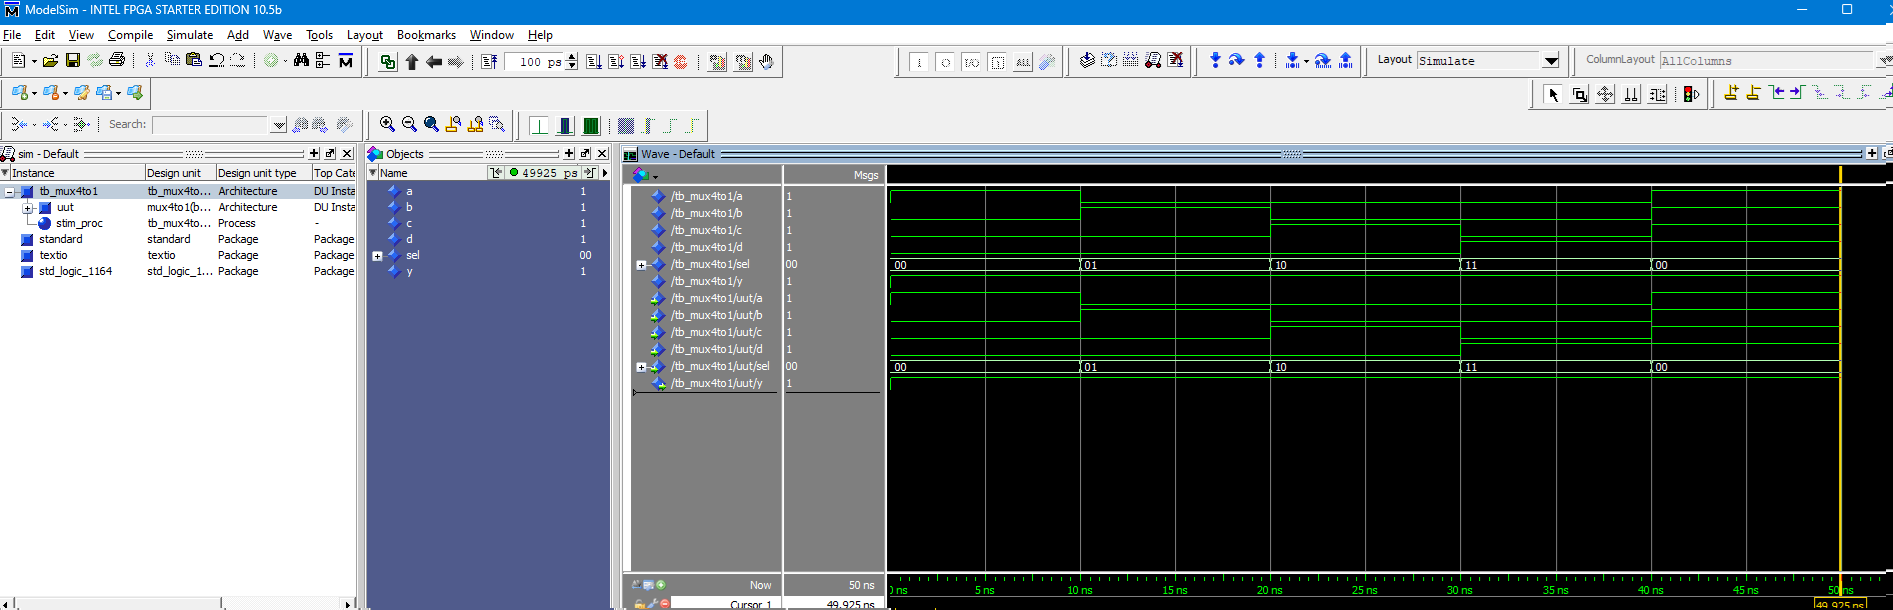 ModelSim - INTEL FPGA STARTER EDITION 10.5b
File Edit View Compile Simulate Add Wave Tools Layout Bookmarks Window Help
100 ps
ALL
Layout Simulate
ColumnLayout AllColumns
Search:
sim - Default
Instance Design unit Design unit type Top Cate
tb_mux4to1 tb_mux4to... Architecture DU Insta
uut mux4to1(b... Architecture DU Insta
stim_proc tb_mux4to... Process -
standard standard Package Package
textio textio Package Package
std_logic_1164 std_logic_1... Package Package
Objects
Name 49925 ps
a 1
b 1
c 1
d 1
sel 00
y 1
Wave - Default
Msgs
/tb_mux4to1/a 1
/tb_mux4to1/b 1
/tb_mux4to1/c 1
/tb_mux4to1/d 1
/tb_mux4to1/sel 00 00 01 10 11 00
/tb_mux4to1/y 1
/tb_mux4to1/uut/a 1
/tb_mux4to1/uut/b 1
/tb_mux4to1/uut/c 1
/tb_mux4to1/uut/d 1
/tb_mux4to1/uut/sel 00 00 01 10 11 00
/tb_mux4to1/uut/y 1
Now 50 ns
ns 5 ns 10 ns 15 ns 20 ns 25 ns 30 ns 35 ns 40 ns 45 ns 50 ns
Cursor 1 49.925 ns
49.925 ns